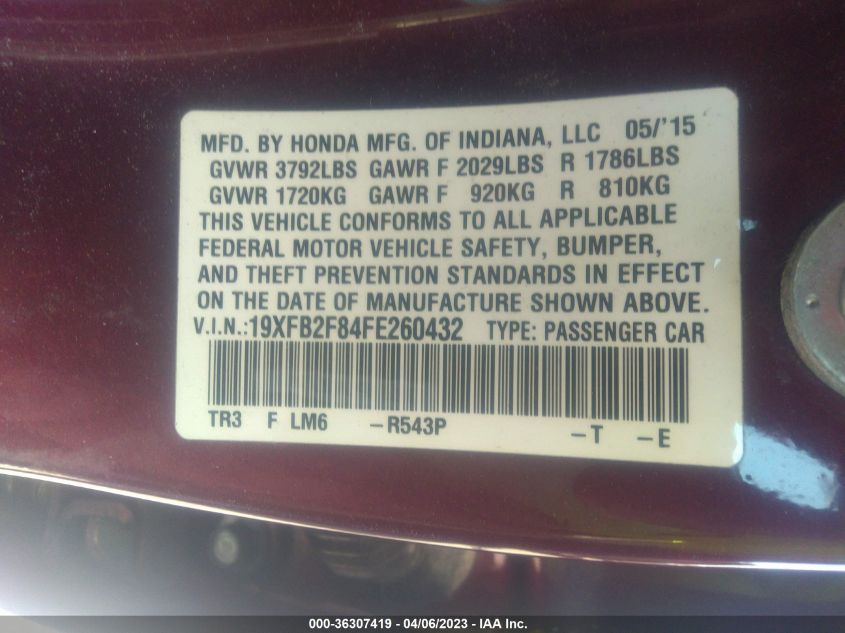 MFD. BY HONDA MFG. OF INDIANA, LLC 05/'15
GVWR 3792LBS GAWR F 2029LBS R 1786LBS
GVWR 1720KG GAWR F 920KG R 810KG
THIS VEHICLE CONFORMS TO ALL APPLICABLE
FEDERAL MOTOR VEHICLE SAFETY, BUMPER,
AND THEFT PREVENTION STANDARDS IN EFFECT
ON THE DATE OF MANUFACTURE SHOWN ABOVE.
V.I.N.:19XFB2F84FE260432 TYPE: PASSENGER CAR
TR3 F LM6 –R543P –T –E
000-36307419 - 04/06/2023 - IAA Inc.